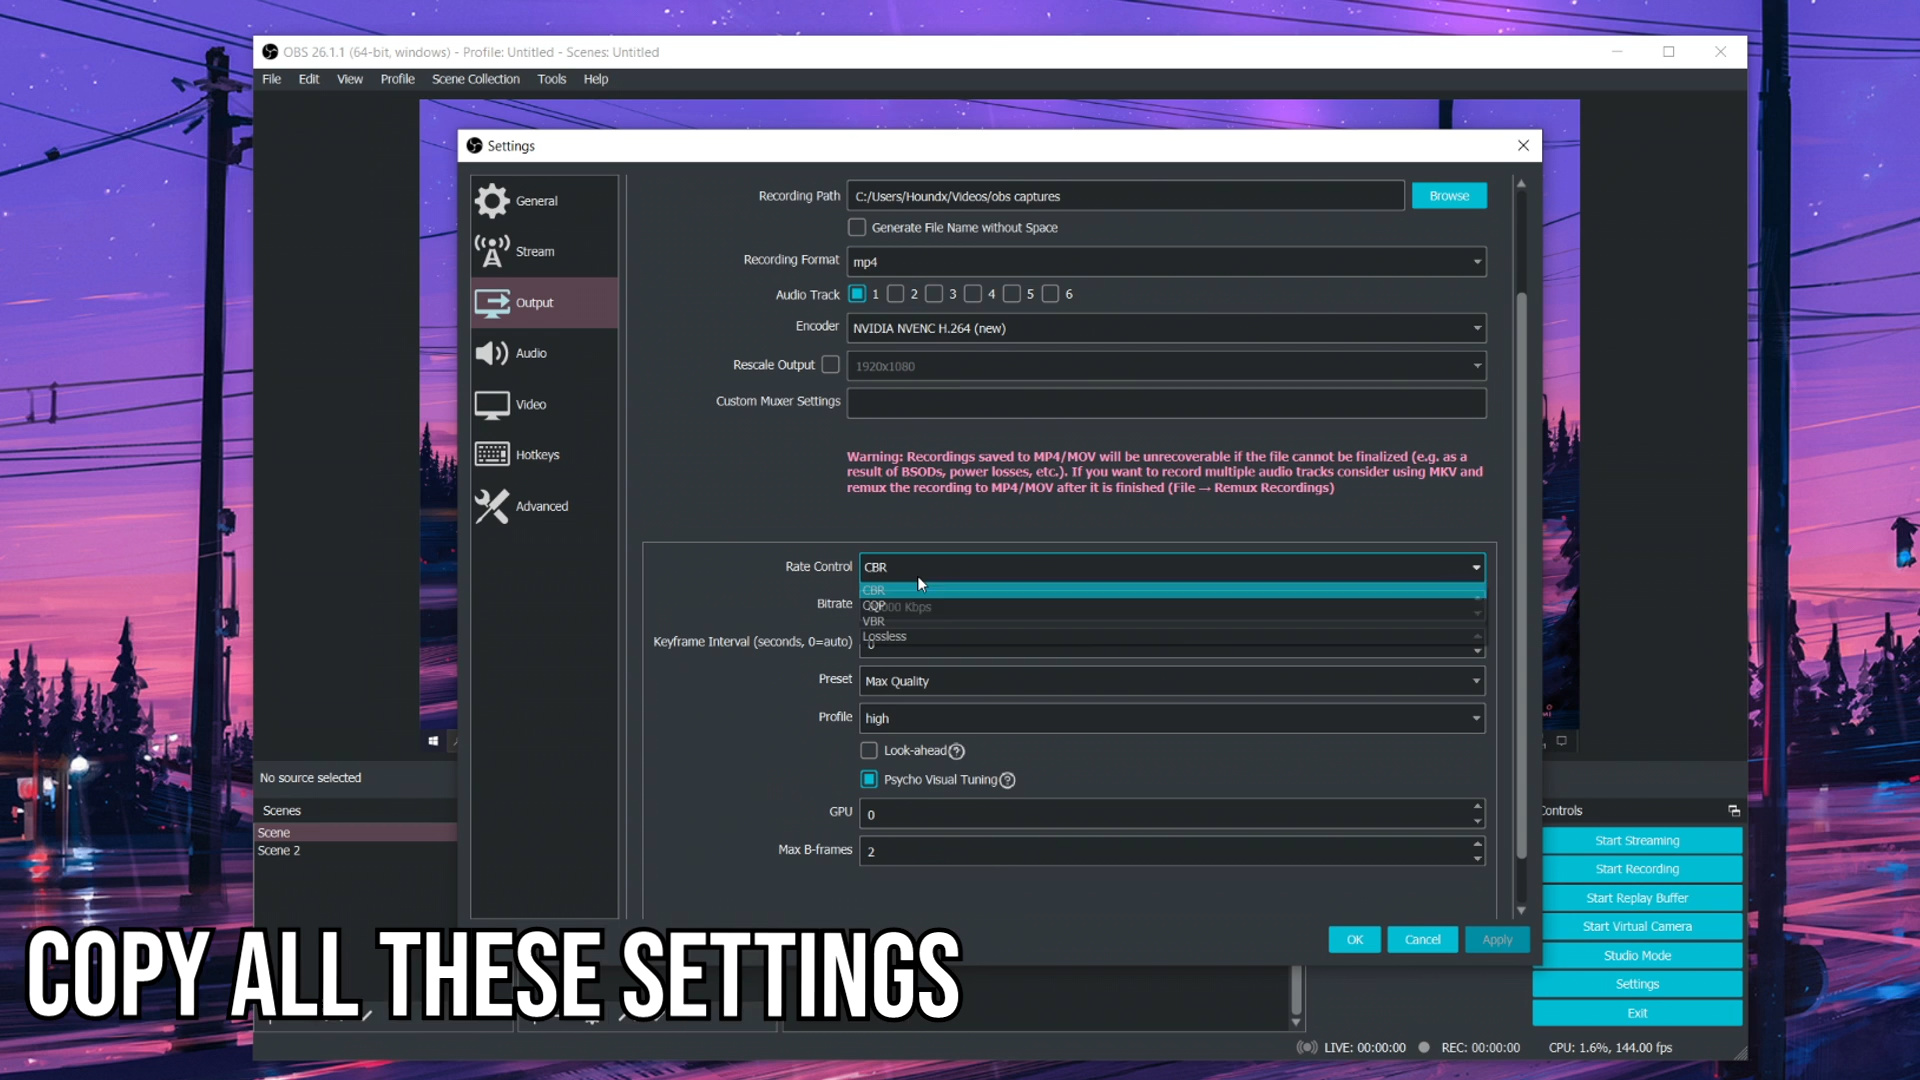 OBS 26.1.1 (64-bit, windows) - Profile: Untitled - Scenes: Untitled
File Edit View Profile Scene Collection Tools Help
Settings
General
Stream
Output
Audio
Video
Hotkeys
Advanced
Recording Path C:/Users/Houndx/Videos/obs captures Browse
Generate File Name without Space
Recording Format mp4
Audio Track 1 2 3 4 5 6
Encoder NVIDIA NVENC H.264 (new)
Rescale Output 1920x1080
Custom Muxer Settings
Warning: Recordings saved to MP4/MOV will be unrecoverable if the file cannot be finalized (e.g. as a
result of BSODs, power losses, etc.). If you want to record multiple audio tracks consider using MKV and
remux the recording to MP4/MOV after it is finished (File → Remux Recordings)
Rate Control CBR
CBR
Bitrate CQP Kbps
VBR
Lossless
Keyframe Interval (seconds, 0=auto) 0
Preset Max Quality
Profile high
Look-ahead
Psycho Visual Tuning
GPU 0
Max B-frames 2
OK Cancel Apply
No source selected
Scenes
Scene
Scene 2
Controls
Start Streaming
Start Recording
Start Replay Buffer
Start Virtual Camera
Studio Mode
Settings
Exit
COPY ALL THESE SETTINGS
LIVE: 00:00:00 REC: 00:00:00 CPU: 1.6%, 144.00 fps